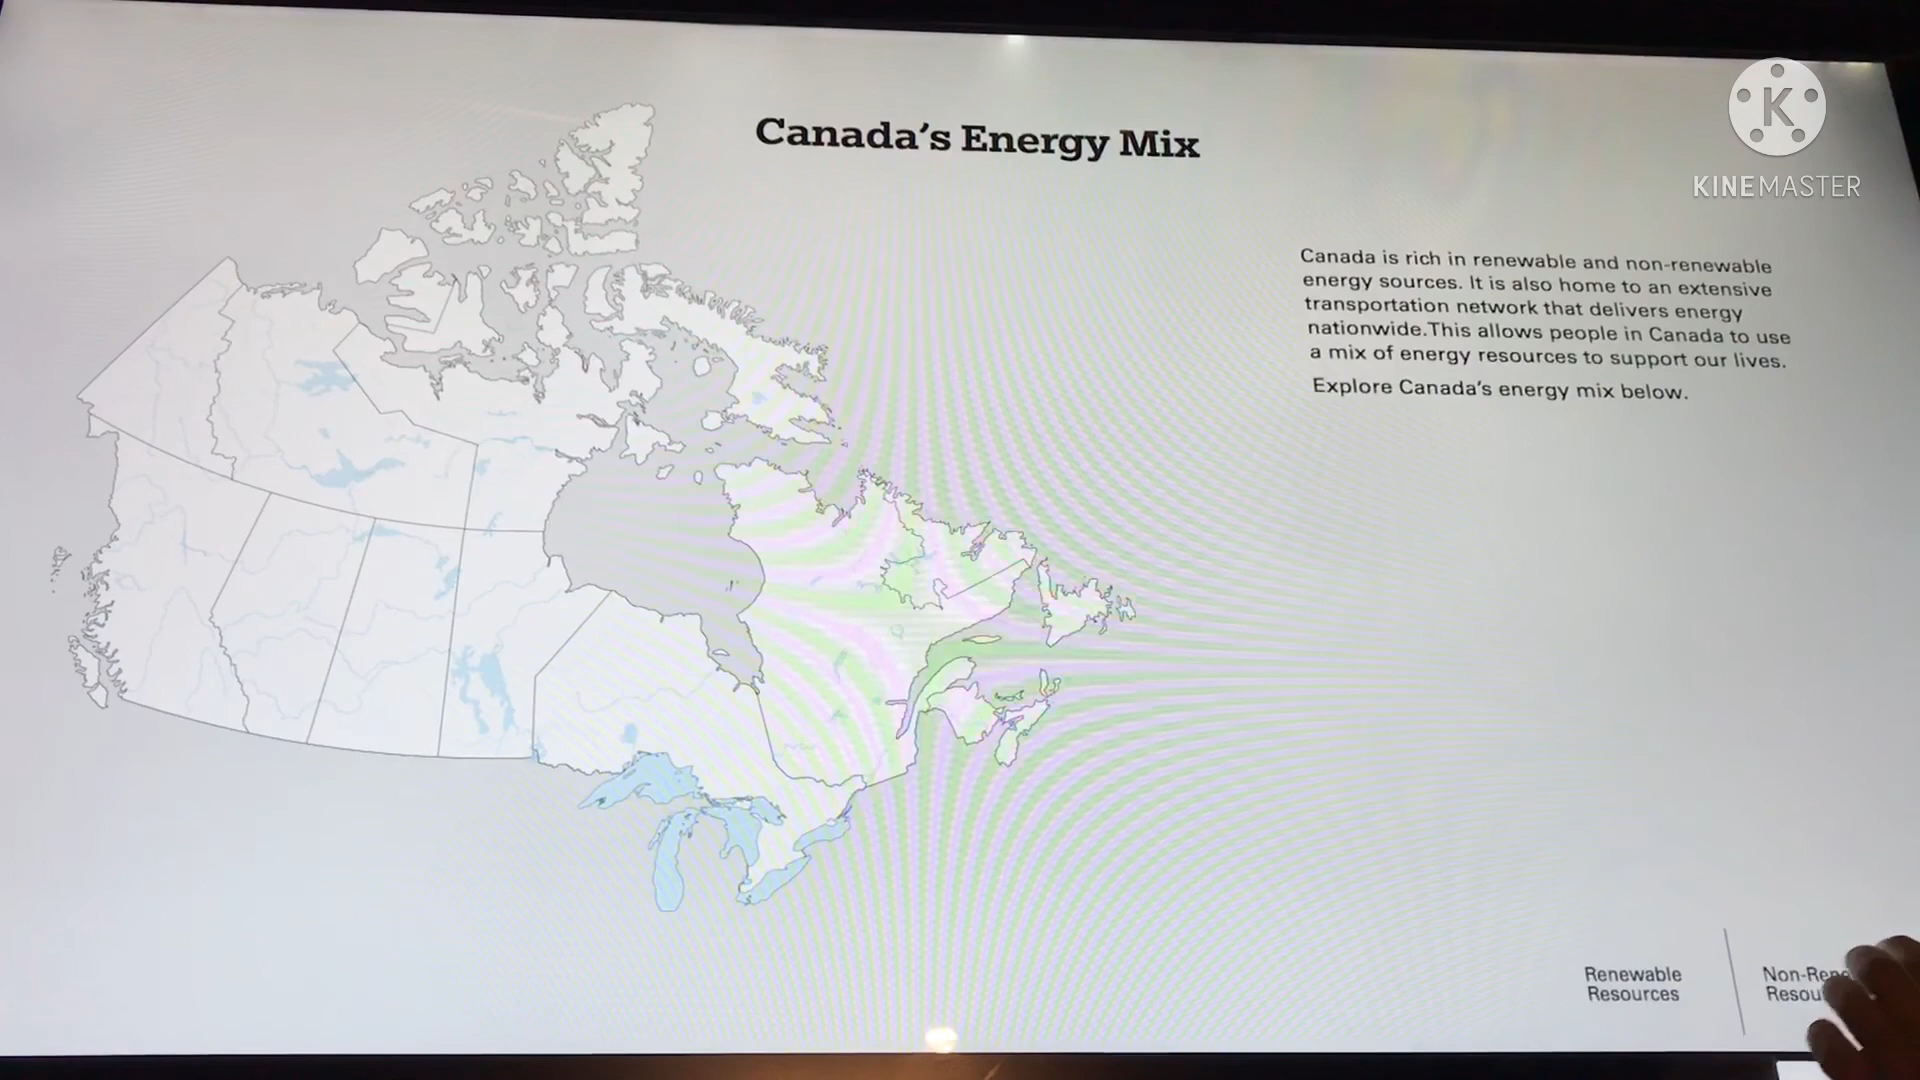 Canada's Energy Mix
K
KINEMASTER
Canada is rich in renewable and non-renewable
energy sources. It is also home to an extensive
transportation network that delivers energy
nationwide.This allows people in Canada to use
a mix of energy resources to support our lives.
Explore Canada's energy mix below.
Renewable
Resources